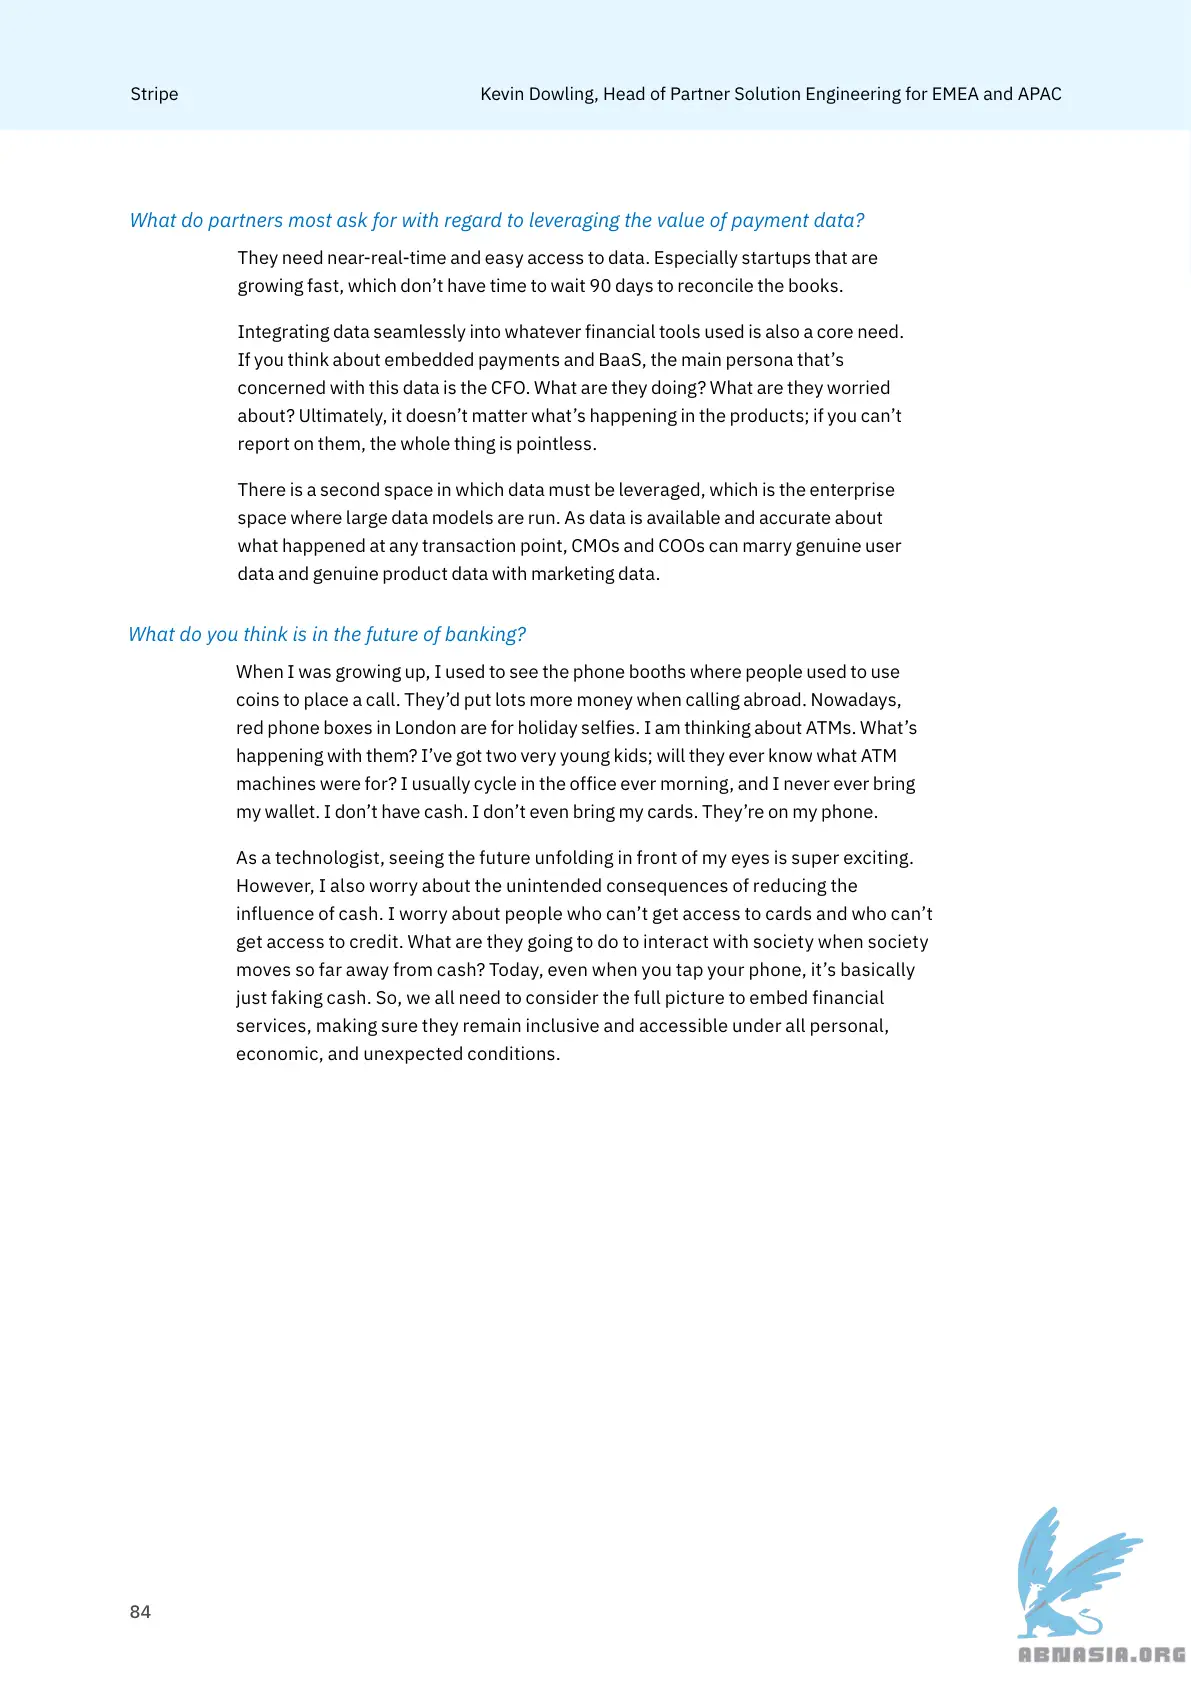 Stripe
Kevin Dowling, Head of Partner Solution Engineering for EMEA and APAC
What do partners most ask for with regard to leveraging the value of payment data?
They need near-real-time and easy access to data. Especially startups that are
growing fast, which don’t have time to wait 90 days to reconcile the books.
Integrating data seamlessly into whatever financial tools used is also a core need.
If you think about embedded payments and BaaS, the main persona that’s
concerned with this data is the CFO. What are they doing? What are they worried
about? Ultimately, it doesn’t matter what’s happening in the products; if you can’t
report on them, the whole thing is pointless.
There is a second space in which data must be leveraged, which is the enterprise
space where large data models are run. As data is available and accurate about
what happened at any transaction point, CMOs and COOs can marry genuine user
data and genuine product data with marketing data.
What do you think is in the future of banking?
When I was growing up, I used to see the phone booths where people used to use
coins to place a call. They’d put lots more money when calling abroad. Nowadays,
red phone boxes in London are for holiday selfies. I am thinking about ATMs. What’s
happening with them? I’ve got two very young kids; will they ever know what ATM
machines were for? I usually cycle in the office ever morning, and I never ever bring
my wallet. I don’t have cash. I don’t even bring my cards. They’re on my phone.
As a technologist, seeing the future unfolding in front of my eyes is super exciting.
However, I also worry about the unintended consequences of reducing the
influence of cash. I worry about people who can’t get access to cards and who can’t
get access to credit. What are they going to do to interact with society when society
moves so far away from cash? Today, even when you tap your phone, it’s basically
just faking cash. So, we all need to consider the full picture to embed financial
services, making sure they remain inclusive and accessible under all personal,
economic, and unexpected conditions.
84
ABNASIA.ORG